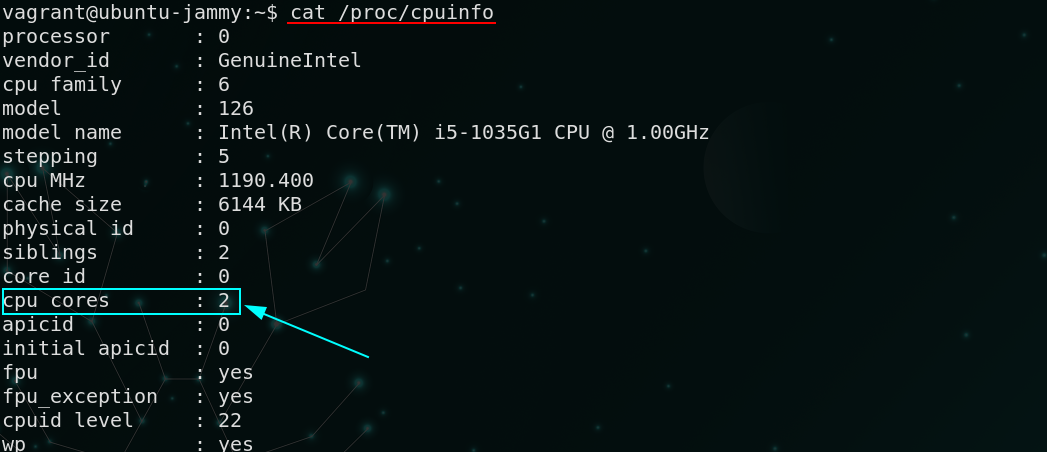 vagrant@ubuntu-jammy:~$ cat /proc/cpuinfo
processor : 0
vendor_id : GenuineIntel
cpu family : 6
model : 126
model name : Intel(R) Core(TM) i5-1035G1 CPU @ 1.00GHz
stepping : 5
cpu MHz : 1190.400
cache size : 6144 KB
physical id : 0
siblings : 2
core id : 0
cpu cores : 2
apicid : 0
initial apicid : 0
fpu : yes
fpu_exception : yes
cpuid level : 22
wp : yes